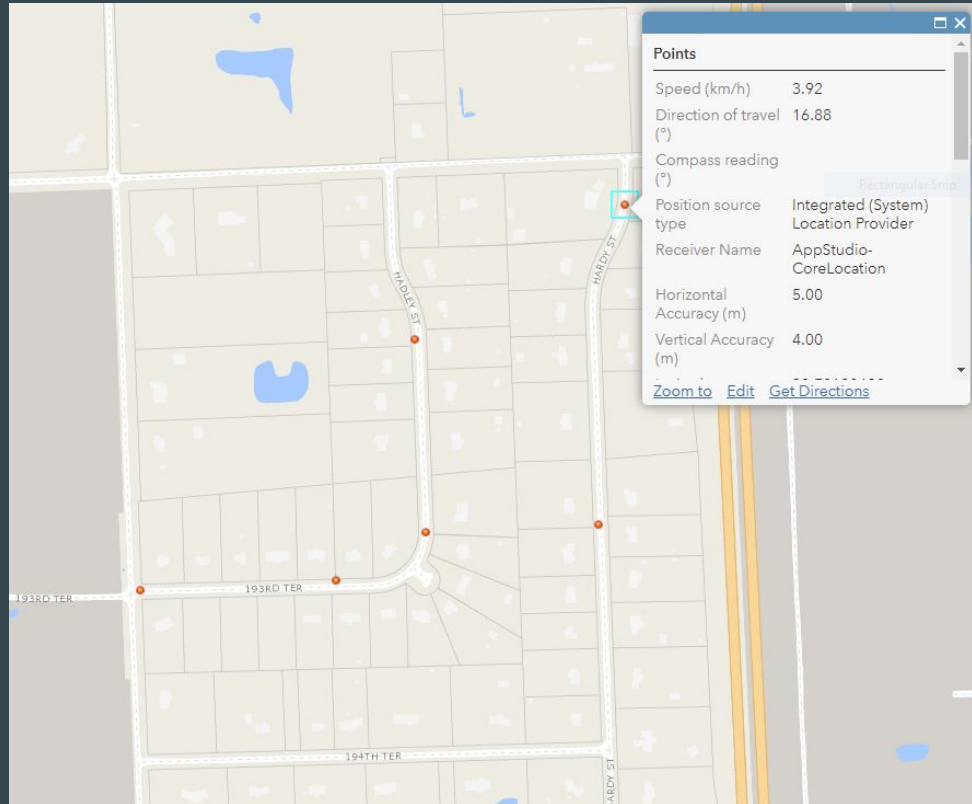 Points
Speed (km/h) 3.92
Direction of travel 16.88
(°)
Compass reading
(°)
Rectangular Snip
Position source Integrated (System)
type Location Provider
Receiver Name AppStudio-
CoreLocation
Horizontal 5.00
Accuracy (m)
Vertical Accuracy 4.00
(m)
Zoom to Edit Get Directions
HARDY ST
HADLEY ST
193RD TER
193RD TER
194TH TER
HARDY ST